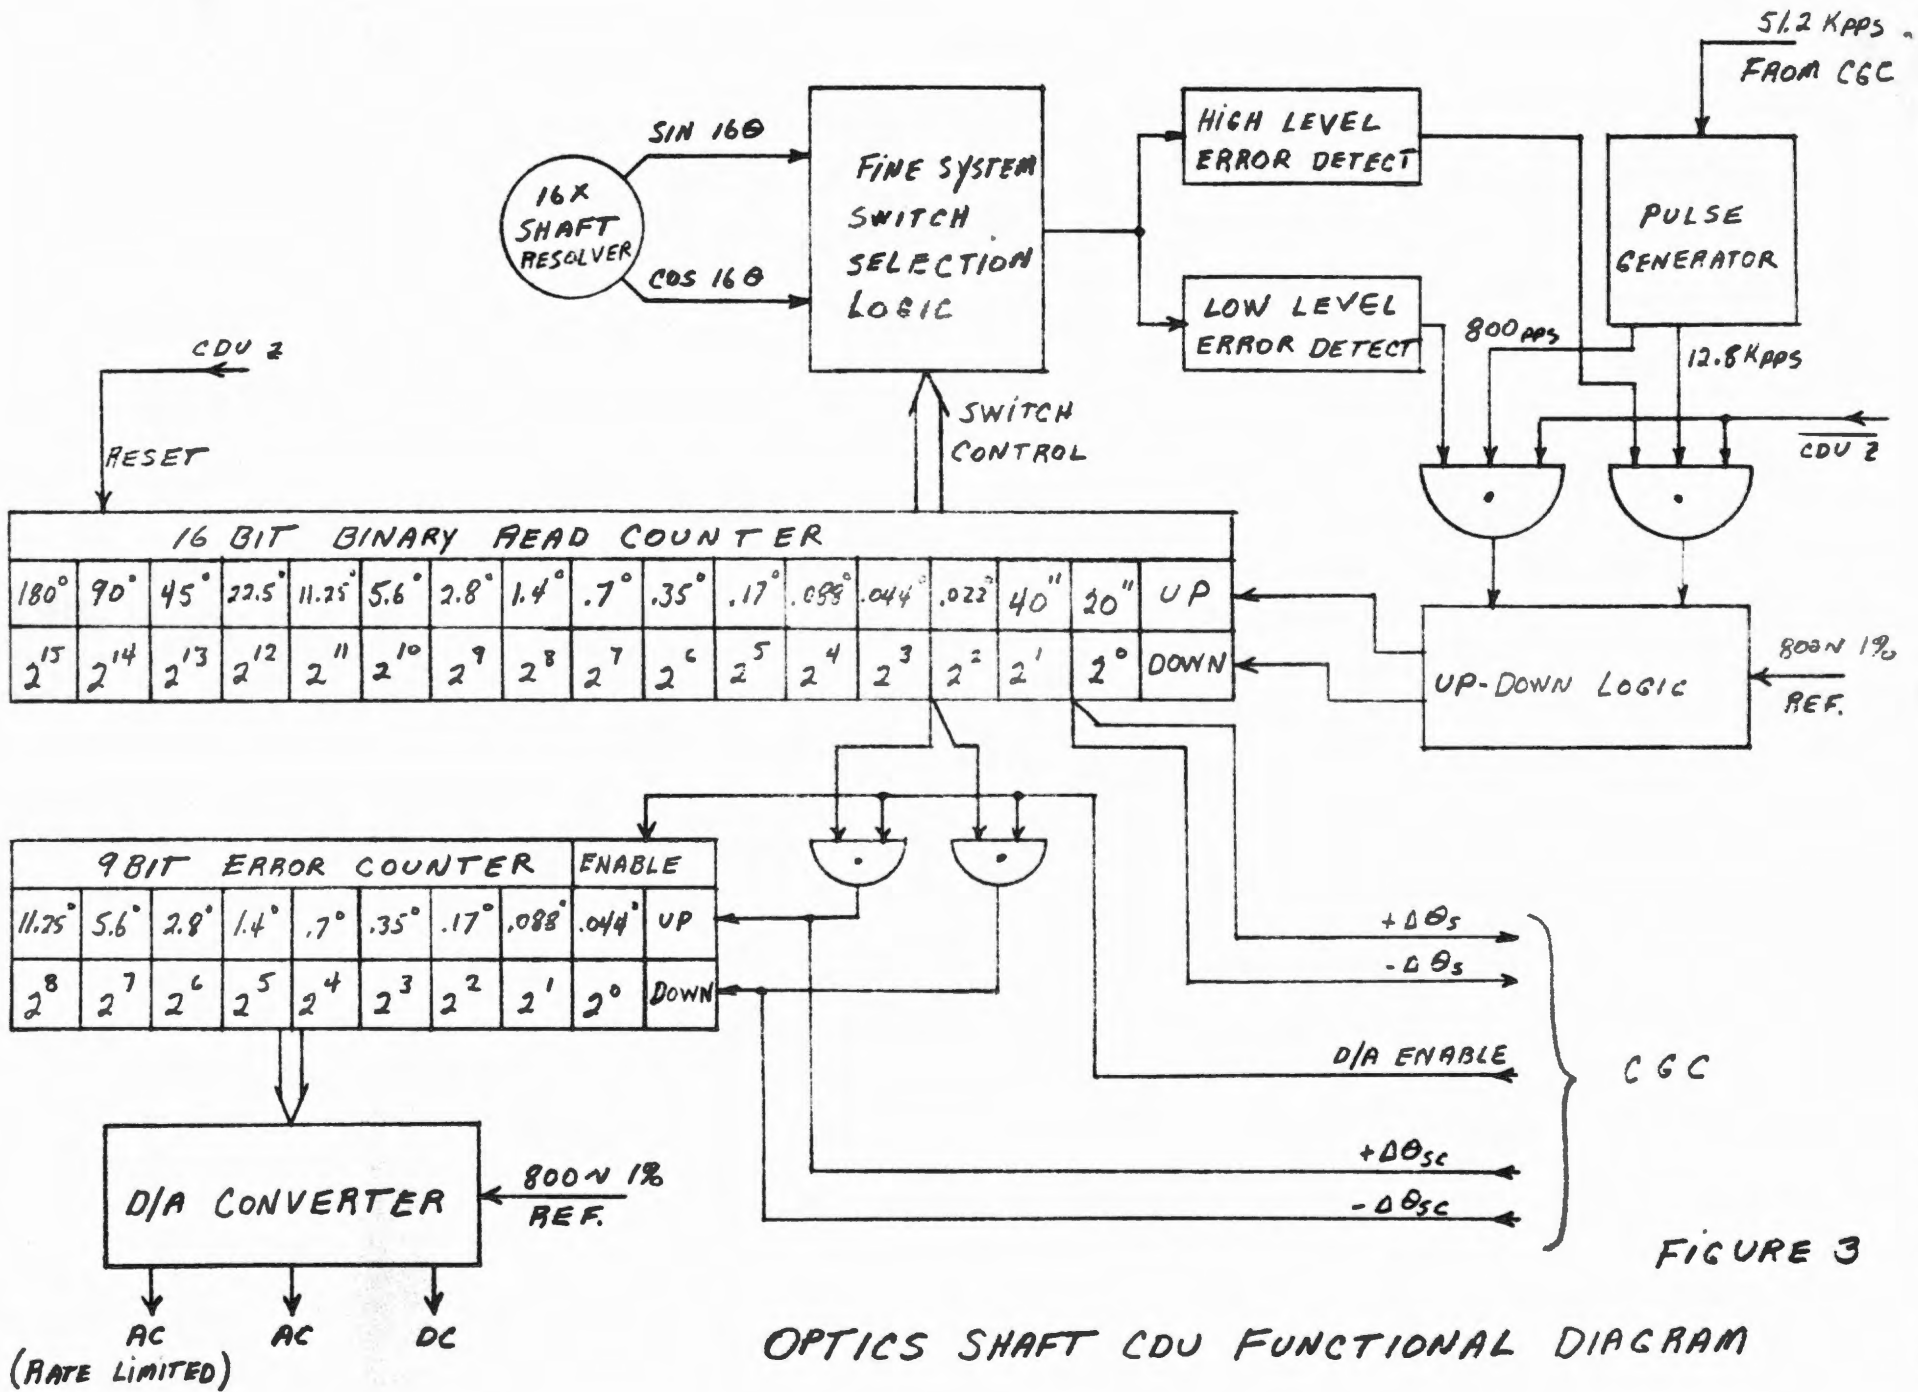 51.2 KPPS
FROM CGC
SIN 16θ
16X
SHAFT
RESOLVER
COS 16θ
FINE SYSTEM
SWITCH
SELECTION
LOGIC
HIGH LEVEL
ERROR DETECT
LOW LEVEL
ERROR DETECT
PULSE
GENERATOR
800 PPS
12.8 KPPS
CDU Z
RESET
SWITCH
CONTROL
CDU Z
16 BIT BINARY READ COUNTER
180° 90° 45° 22.5° 11.25° 5.6° 2.8° 1.4° .7° .35° .17° .088° .044° .022° 40" 20" UP
2^15 2^14 2^13 2^12 2^11 2^10 2^9 2^8 2^7 2^6 2^5 2^4 2^3 2^2 2^1 2^0 DOWN
UP-DOWN LOGIC
800~ 1%
REF.
9 BIT ERROR COUNTER ENABLE
11.25° 5.6° 2.8° 1.4° .7° .35° .17° .088° .044° UP
2^8 2^7 2^6 2^5 2^4 2^3 2^2 2^1 2^0 DOWN
+Δθs
-Δθs
D/A ENABLE
CGC
+Δθsc
-Δθsc
D/A CONVERTER
800~ 1%
REF.
AC
(RATE LIMITED)
AC
DC
FIGURE 3
OPTICS SHAFT CDU FUNCTIONAL DIAGRAM